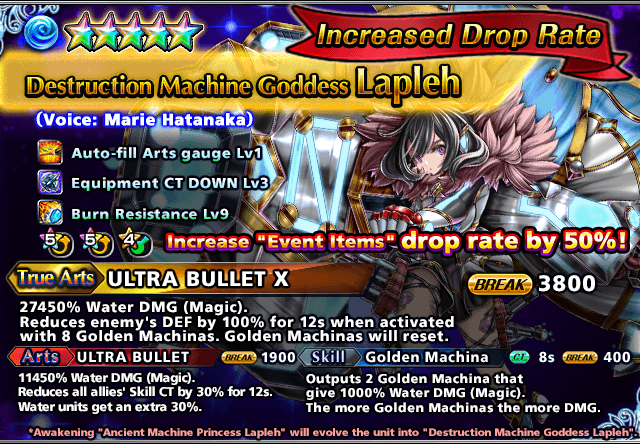 Increased Drop Rate
Destruction Machine Goddess Lapleh
(Voice: Marie Hatanaka)
Auto-fill Arts gauge Lv1
Equipment CT DOWN Lv3
Burn Resistance Lv9
5 5 4
Increase "Event Items" drop rate by 50%!
True Arts ULTRA BULLET X BREAK 3800
27450% Water DMG (Magic).
Reduces enemy's DEF by 100% for 12s when activated
with 8 Golden Machinas. Golden Machinas will reset.
Arts ULTRA BULLET BREAK 1900
11450% Water DMG (Magic).
Reduces all allies' Skill CT by 30% for 12s.
Water units get an extra 30%.
Skill Golden Machina CT 8s BREAK 400
Outputs 2 Golden Machina that
give 1000% Water DMG (Magic).
The more Golden Machinas the more DMG.
*Awakening "Ancient Machine Princess Lapleh" will evolve the unit into "Destruction Machine Goddess Lapleh".